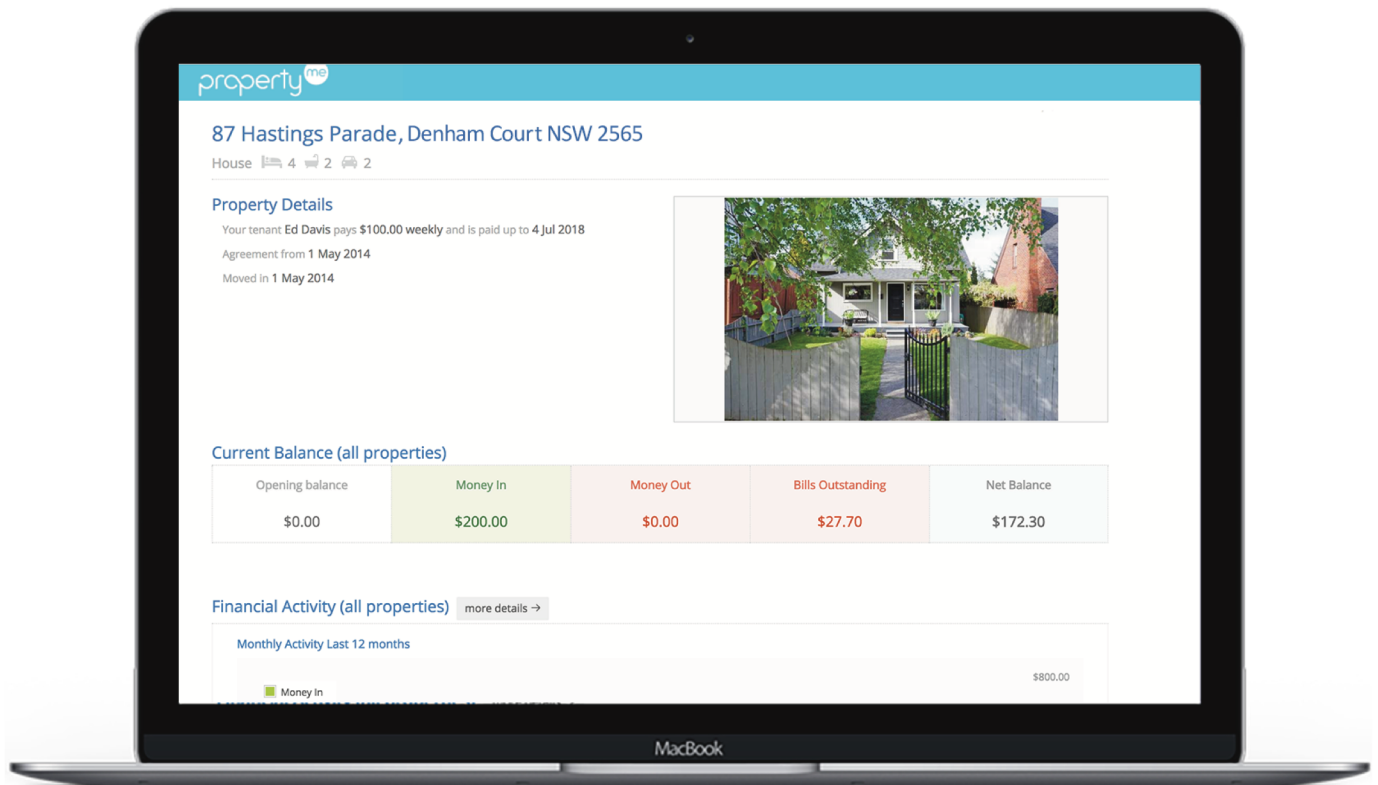 propertyme
87 Hastings Parade, Denham Court NSW 2565
House 4 2 2
Property Details
Your tenant Ed Davis pays $100.00 weekly and is paid up to 4 Jul 2018
Agreement from 1 May 2014
Moved in 1 May 2014
Current Balance (all properties)
Opening balance Money In Money Out Bills Outstanding Net Balance
$0.00 $200.00 $0.00 $27.70 $172.30
Financial Activity (all properties) more details →
Monthly Activity Last 12 months
$800.00
Money In
MacBook